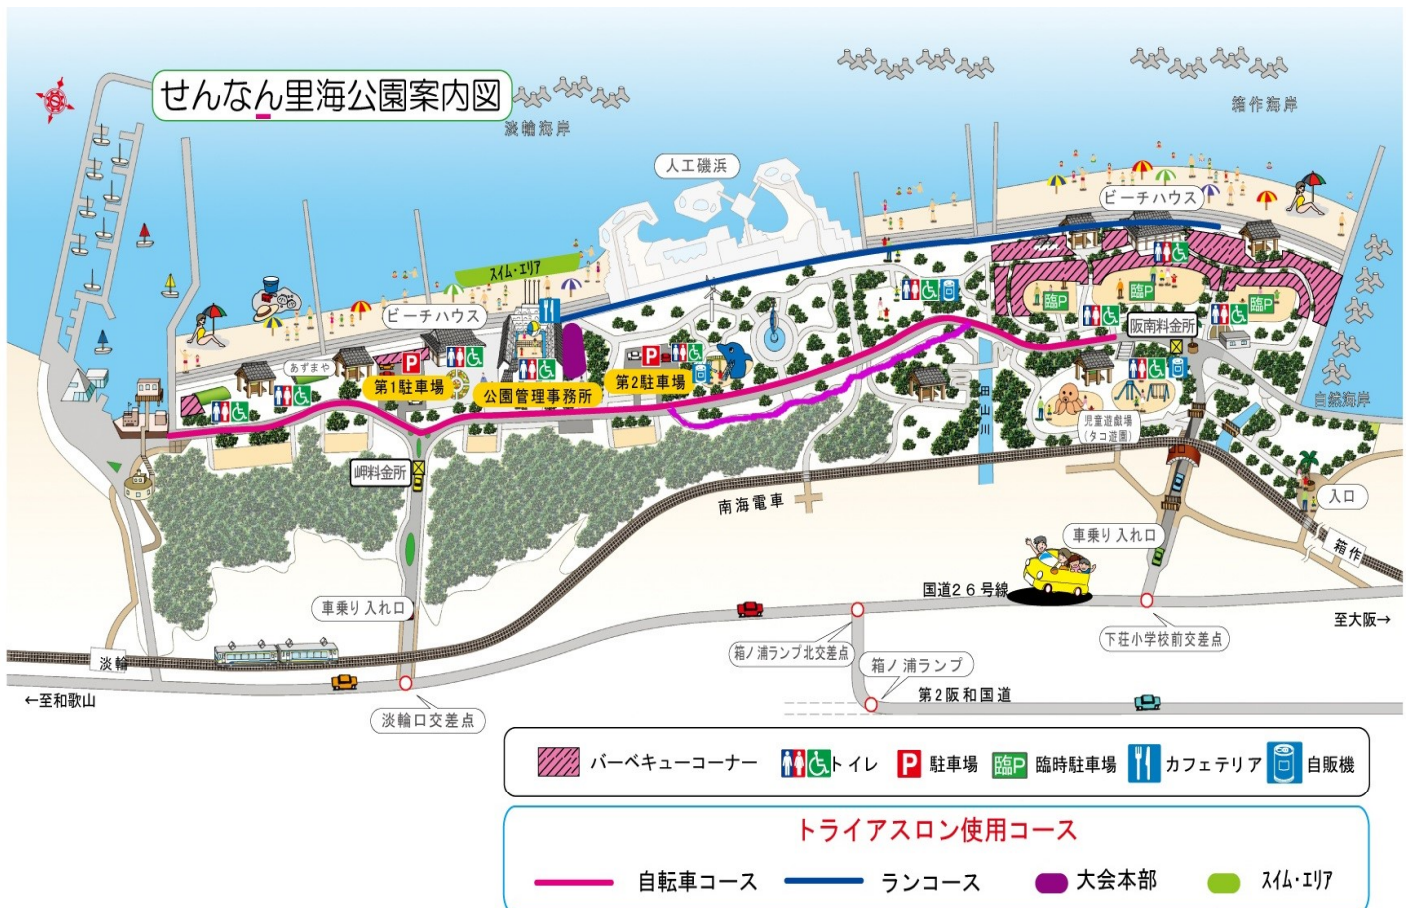 せんなん里海公園案内図
淡輪海岸
箱作海岸
人工磯浜
ビーチハウス
スイム・エリア
ビーチハウス
臨P
臨P
臨P
阪南料金所
あずまや
P
第1駐車場
公園管理事務所
P
第2駐車場
田山川
児童遊戯場
(タコ遊園)
自然海岸
岬料金所
南海電車
入口
車乗り入れ口
箱作
国道26号線
車乗り入れ口
下荘小学校前交差点
至大阪→
淡輪
箱ノ浦ランプ北交差点
箱ノ浦ランプ
第2阪和国道
←至和歌山
淡輪口交差点
バーベキューコーナー
トイレ
P 駐車場
臨P 臨時駐車場
カフェテリア
自販機
トライアスロン使用コース
自転車コース
ランコース
大会本部
スイム・エリア